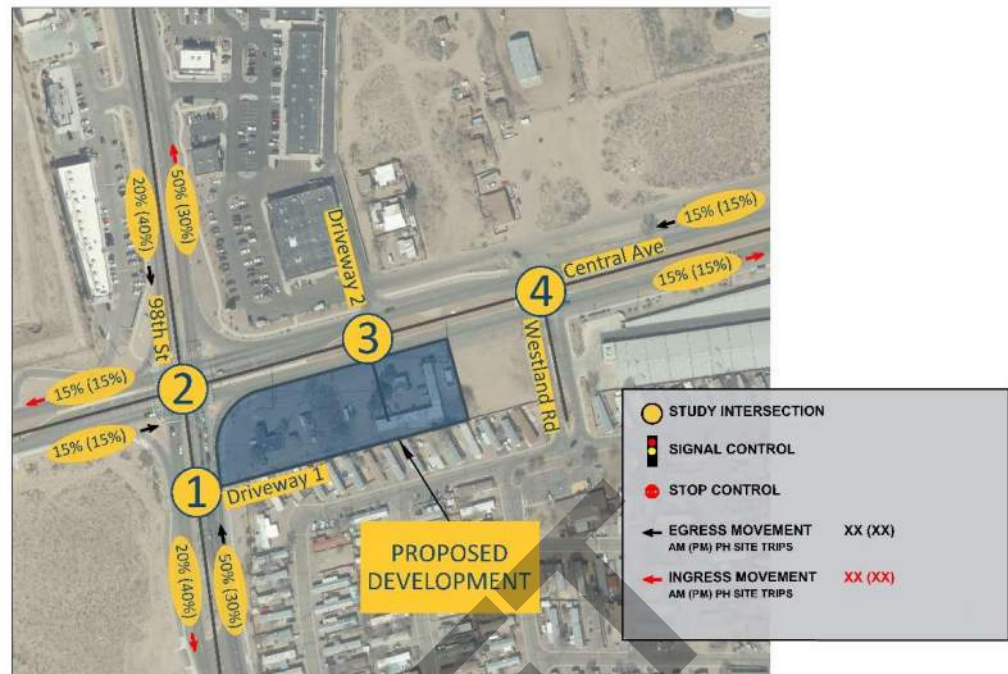 20% (40%)
50% (30%)
15% (15%)
Central Ave
15% (15%)
Driveway 2
4
98th St
3
Westland Rd
15% (15%)
2
15% (15%)
1
Driveway 1
20% (40%)
50% (30%)
PROPOSED
DEVELOPMENT
STUDY INTERSECTION
SIGNAL CONTROL
STOP CONTROL
EGRESS MOVEMENT XX (XX)
AM (PM) PH SITE TRIPS
INGRESS MOVEMENT XX (XX)
AM (PM) PH SITE TRIPS